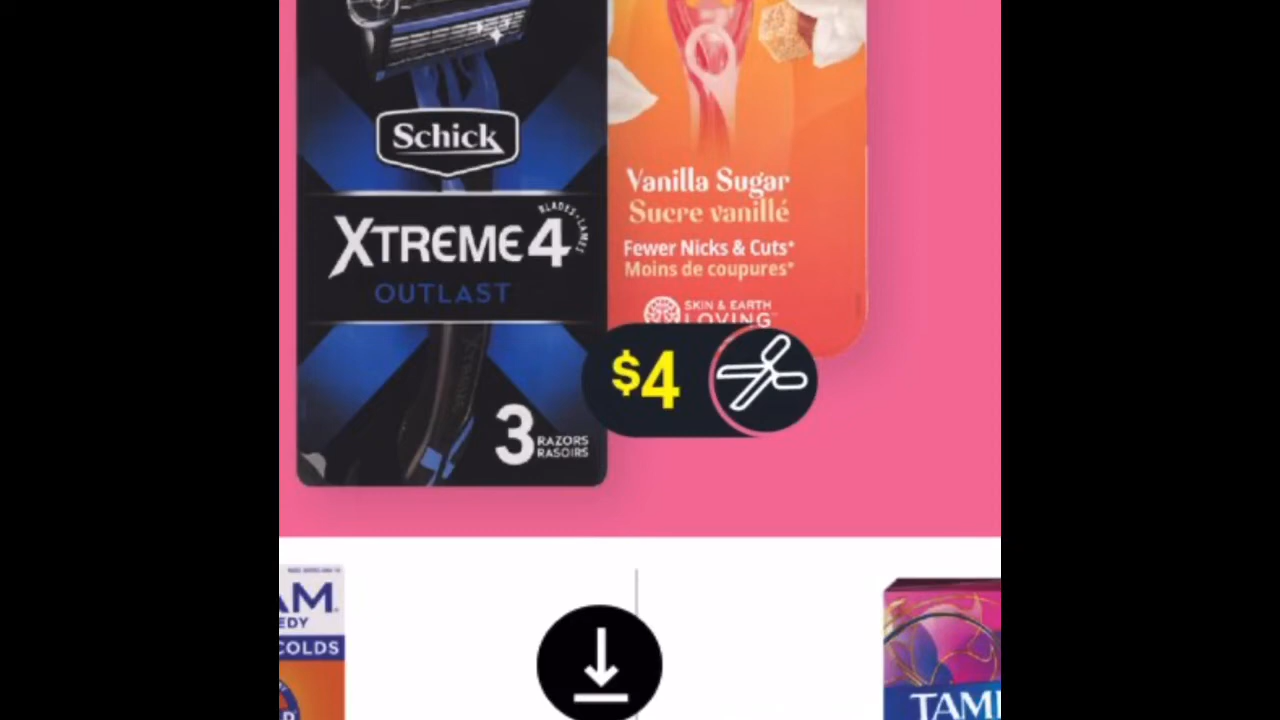 Schick
XTREME4
BLADES • LAMES
OUTLAST
3 RAZORS
RASOIRS
Vanilla Sugar
Sucre vanillé
Fewer Nicks & Cuts*
Moins de coupures*
SKIN & EARTH
LOVING™
$4
AM
EDY
COLDS
TAM